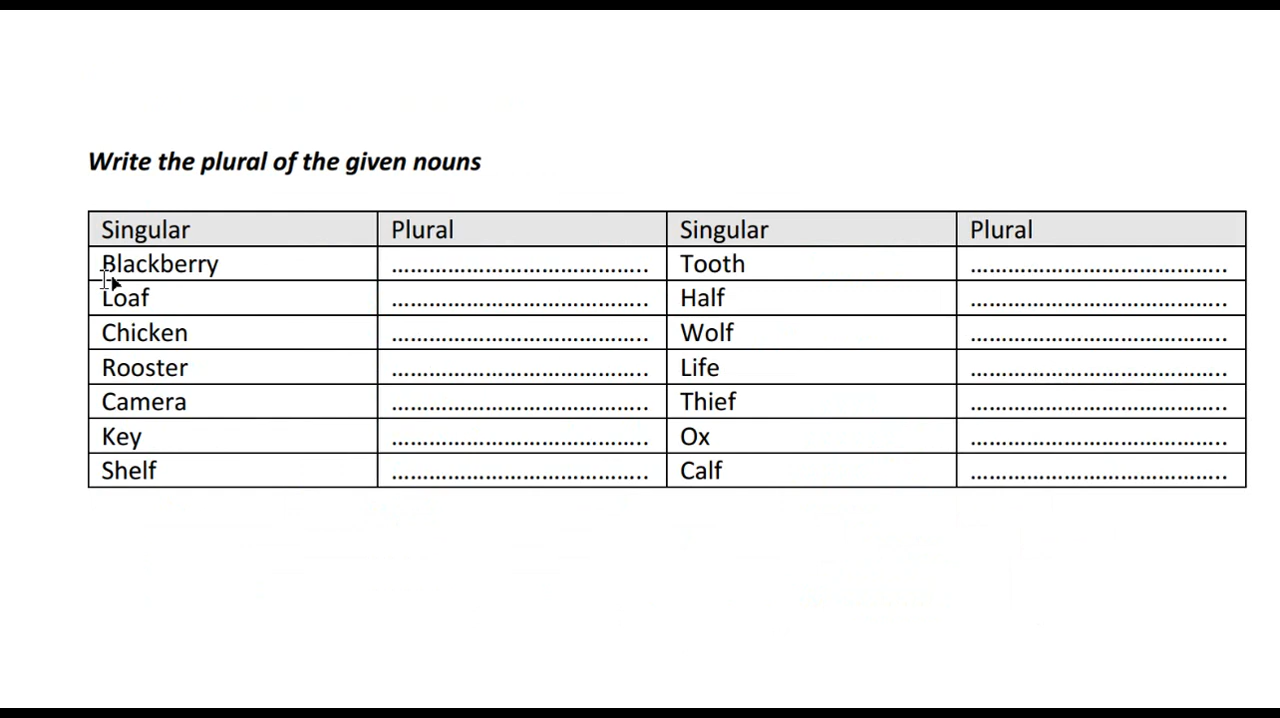 Write the plural of the given nouns
Singular Plural Singular Plural
Blackberry ………………………………….. Tooth …………………………………..
Loaf ………………………………….. Half …………………………………..
Chicken ………………………………….. Wolf …………………………………..
Rooster ………………………………….. Life …………………………………..
Camera ………………………………….. Thief …………………………………..
Key ………………………………….. Ox …………………………………..
Shelf ………………………………….. Calf …………………………………..